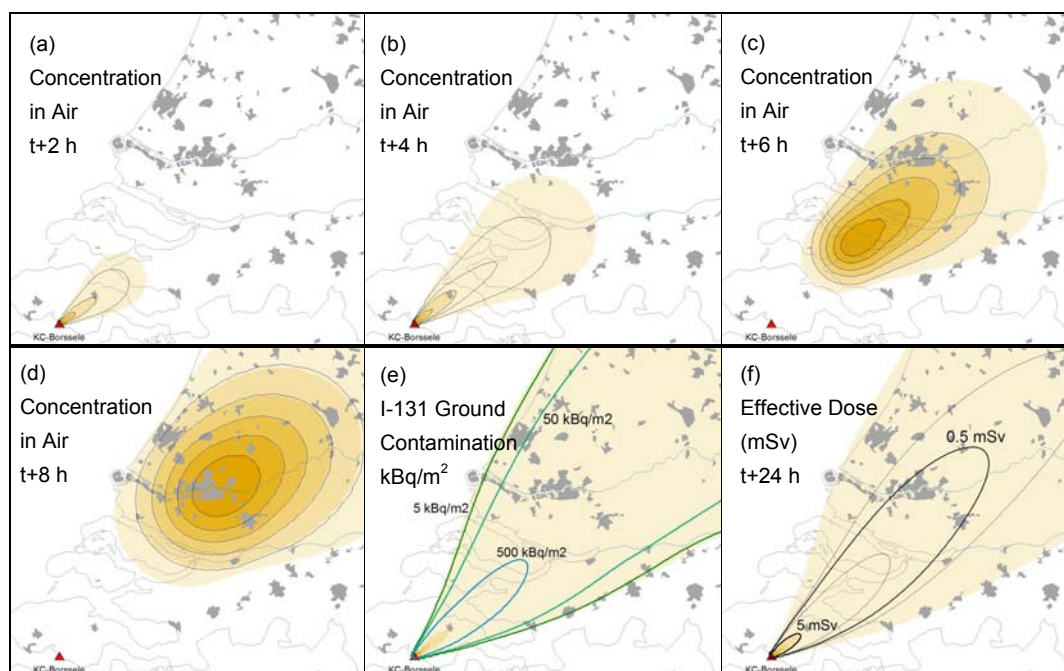 (a)
Concentration
in Air
t+2 h
KC-Borssele
(b)
Concentration
in Air
t+4 h
KC-Borssele
(c)
Concentration
in Air
t+6 h
KC-Borssele
(d)
Concentration
in Air
t+8 h
KC-Borssele
(e)
I-131 Ground
Contamination
kBq/m²
50 kBq/m2
5 kBq/m2
500 kBq/m2
KC-Borssele
(f)
Effective Dose
(mSv)
t+24 h
0.5 mSv
5 mSv
KC-Borssele